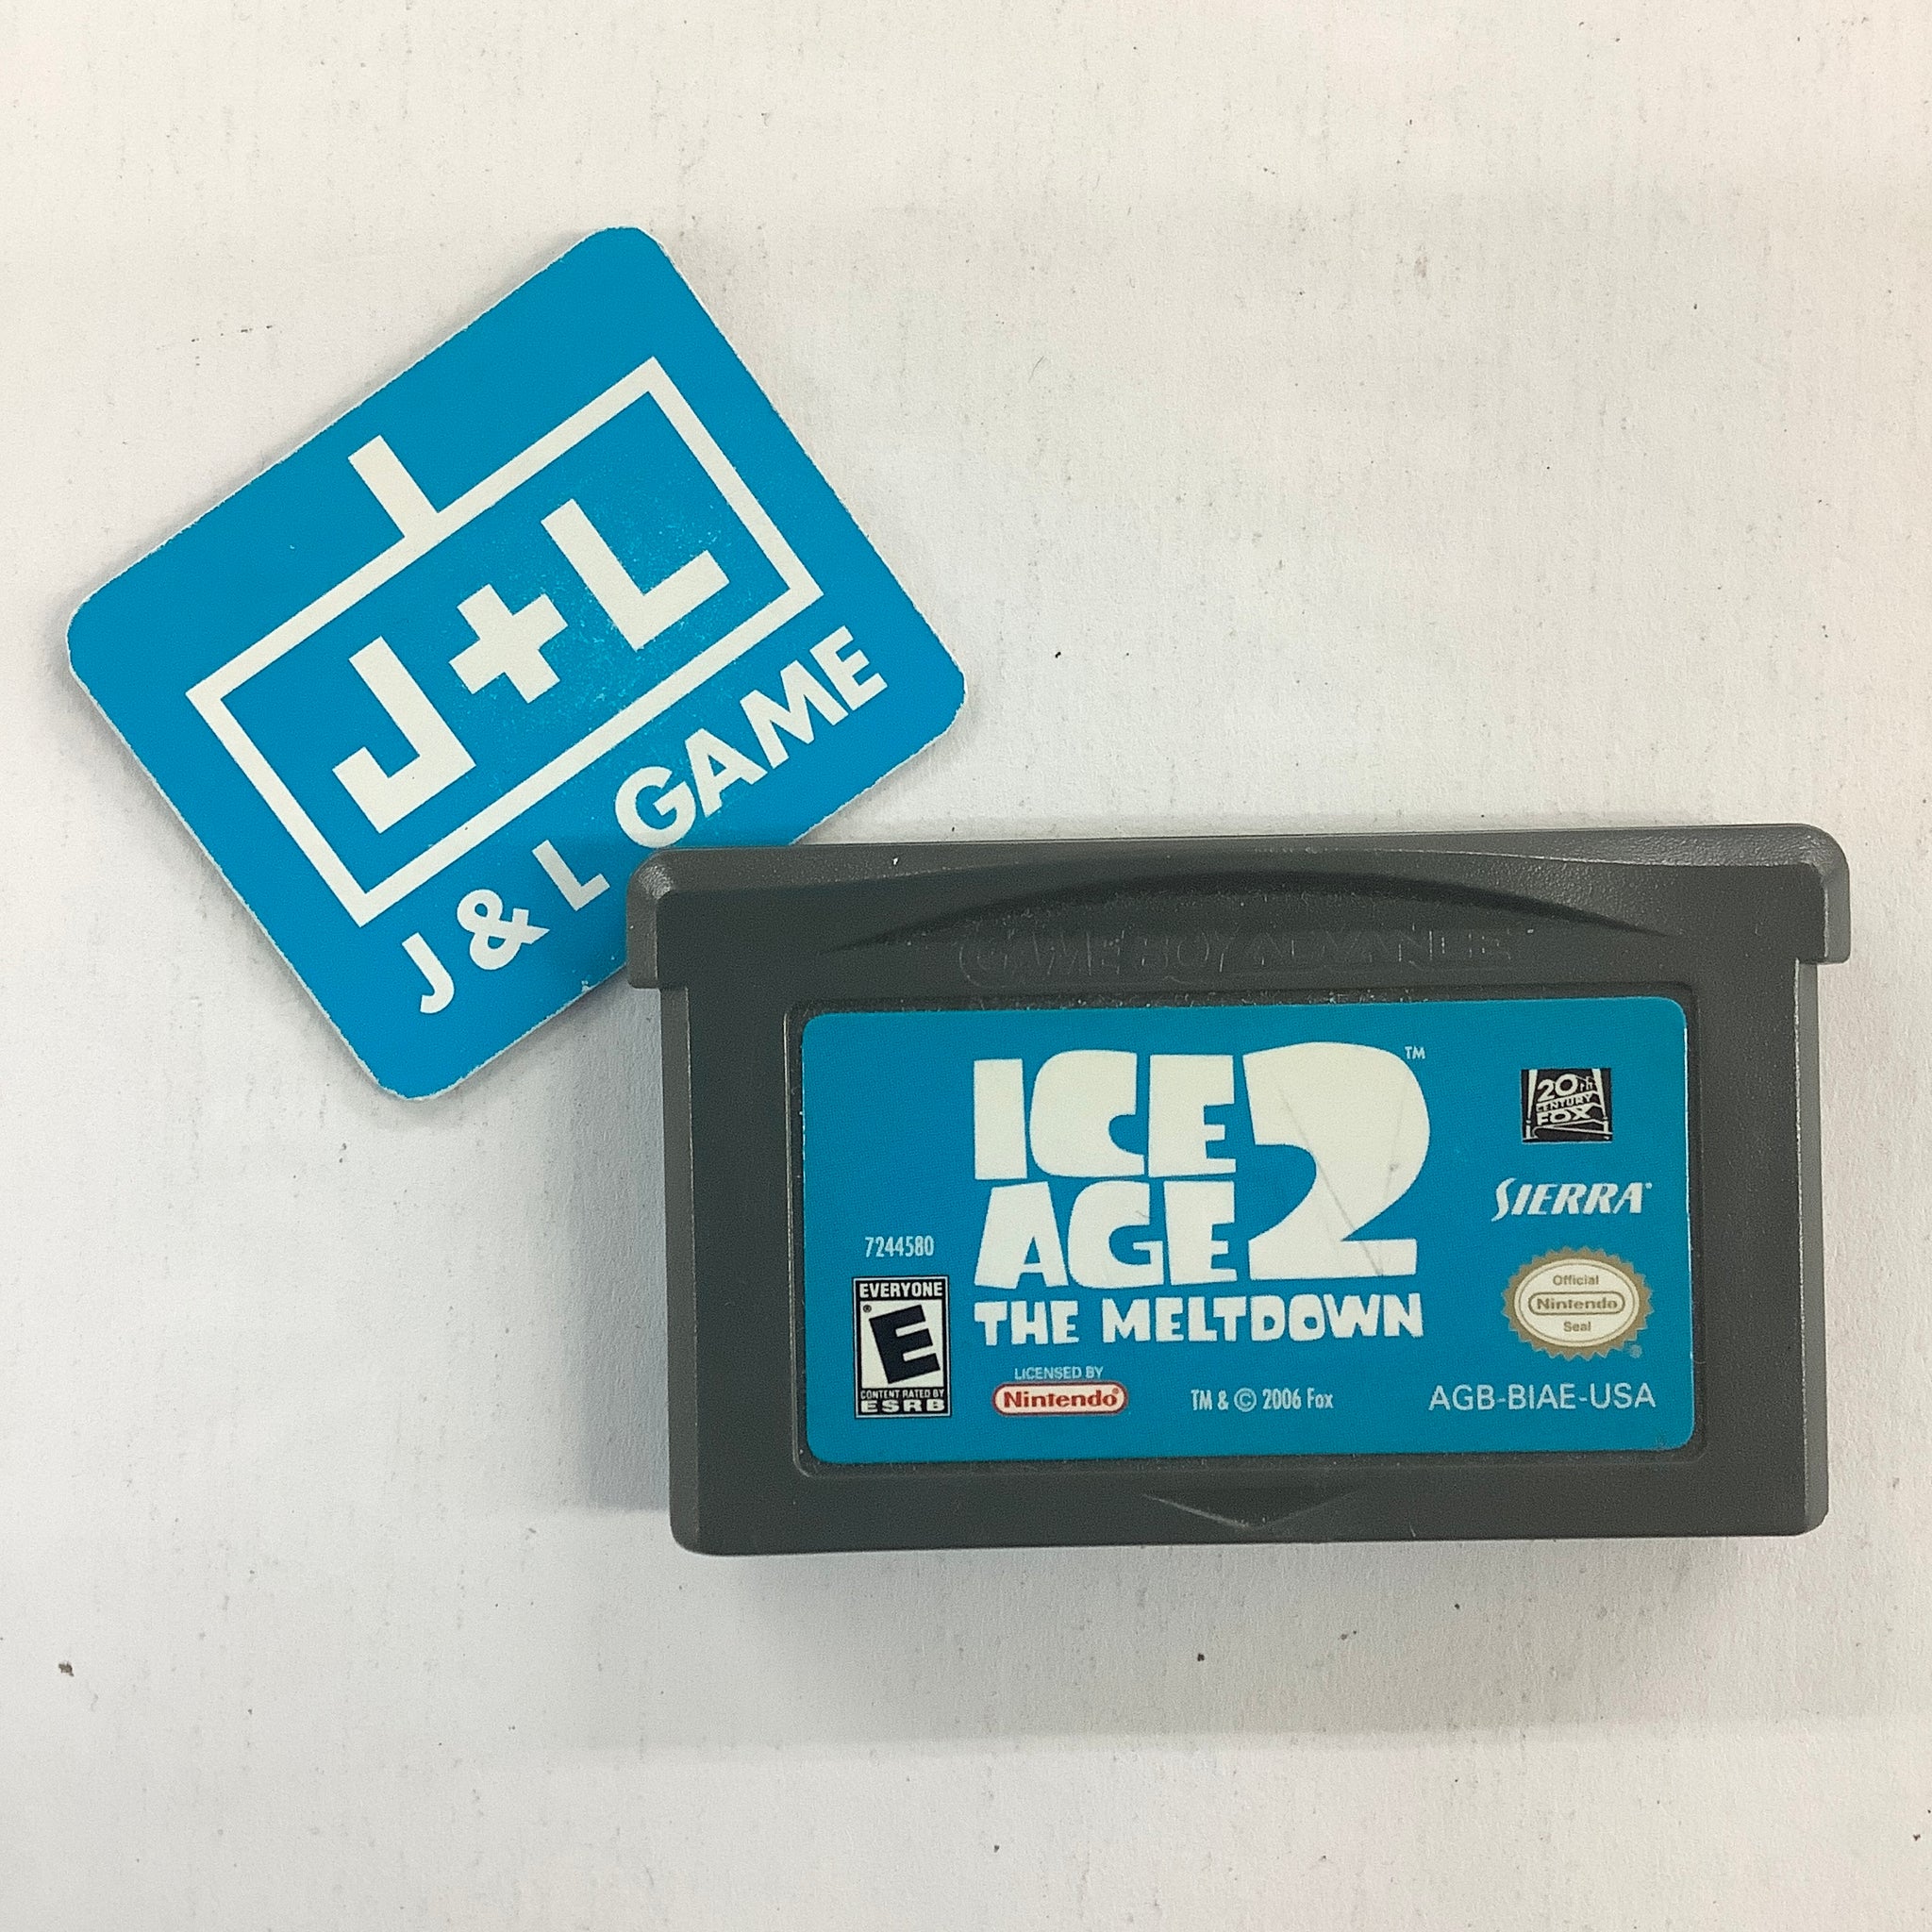 J+L
J & L GAME
GAME BOY ADVANCE
ICE
AGE 2™
THE MELTDOWN
20th
CENTURY
FOX
SIERRA
7244580
EVERYONE
E®
CONTENT RATED BY
ESRB
LICENSED BY
Nintendo®
TM & © 2006 Fox
Official
Nintendo
Seal
®
AGB-BIAE-USA